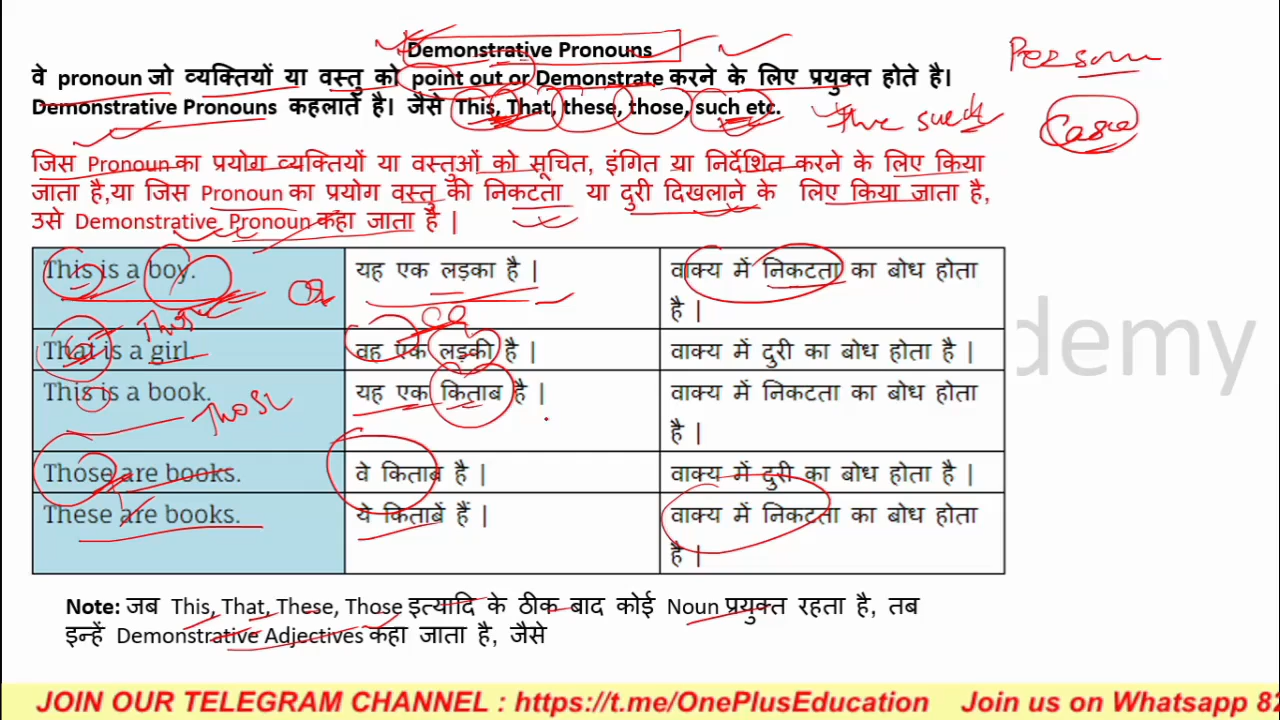 Demonstrative Pronouns
वे pronoun जो व्यक्तियों या वस्तु को point out or Demonstrate करने के लिए प्रयुक्त होते है।
Demonstrative Pronouns कहलाते है। जैसे This, That, these, those, such etc.
Person
Case
जिस Pronoun का प्रयोग व्यक्तियों या वस्तुओं को सूचित, इंगित या निर्देशित करने के लिए किया
जाता है,या जिस Pronoun का प्रयोग वस्तु की निकटता या दुरी दिखलाने के लिए किया जाता है,
उसे Demonstrative Pronoun कहा जाता है |
This is a boy. यह एक लड़का है | वाक्य में निकटता का बोध होता
है |
That is a girl. वह एक लड़की है | वाक्य में दुरी का बोध होता है |
This is a book. यह एक किताब है | वाक्य में निकटता का बोध होता
है |
Those
Those are books. वे किताब है | वाक्य में दुरी का बोध होता है |
These are books. ये किताबें हैं | वाक्य में निकटता का बोध होता
है |
demy
Note: जब This, That, These, Those इत्यादि के ठीक बाद कोई Noun प्रयुक्त रहता है, तब
इन्हें Demonstrative Adjectives कहा जाता है, जैसे
JOIN OUR TELEGRAM CHANNEL : https://t.me/OnePlusEducation Join us on Whatsapp 82